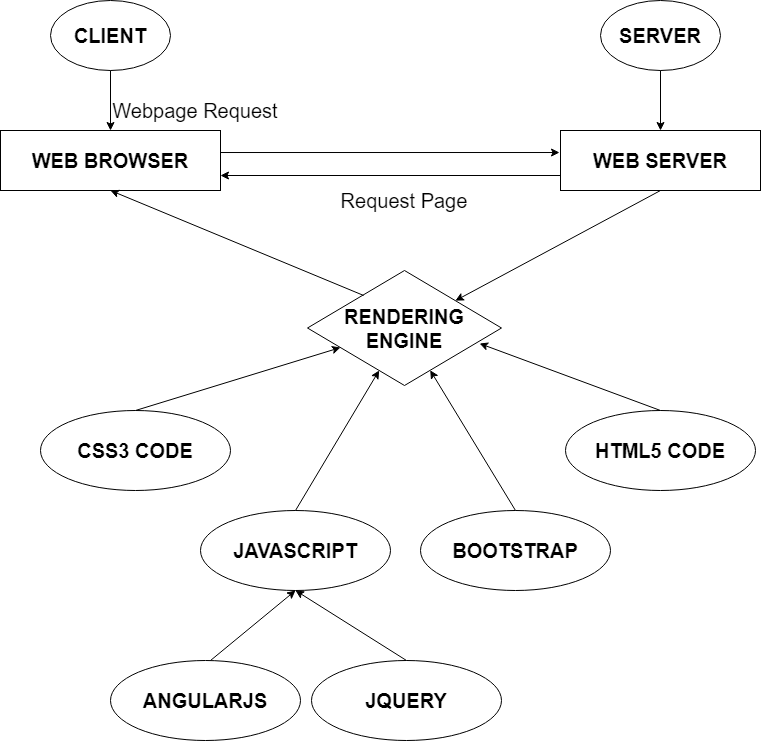 CLIENT
SERVER
Webpage Request
WEB BROWSER
WEB SERVER
Request Page
RENDERING
ENGINE
CSS3 CODE
HTML5 CODE
JAVASCRIPT
BOOTSTRAP
ANGULARJS
JQUERY